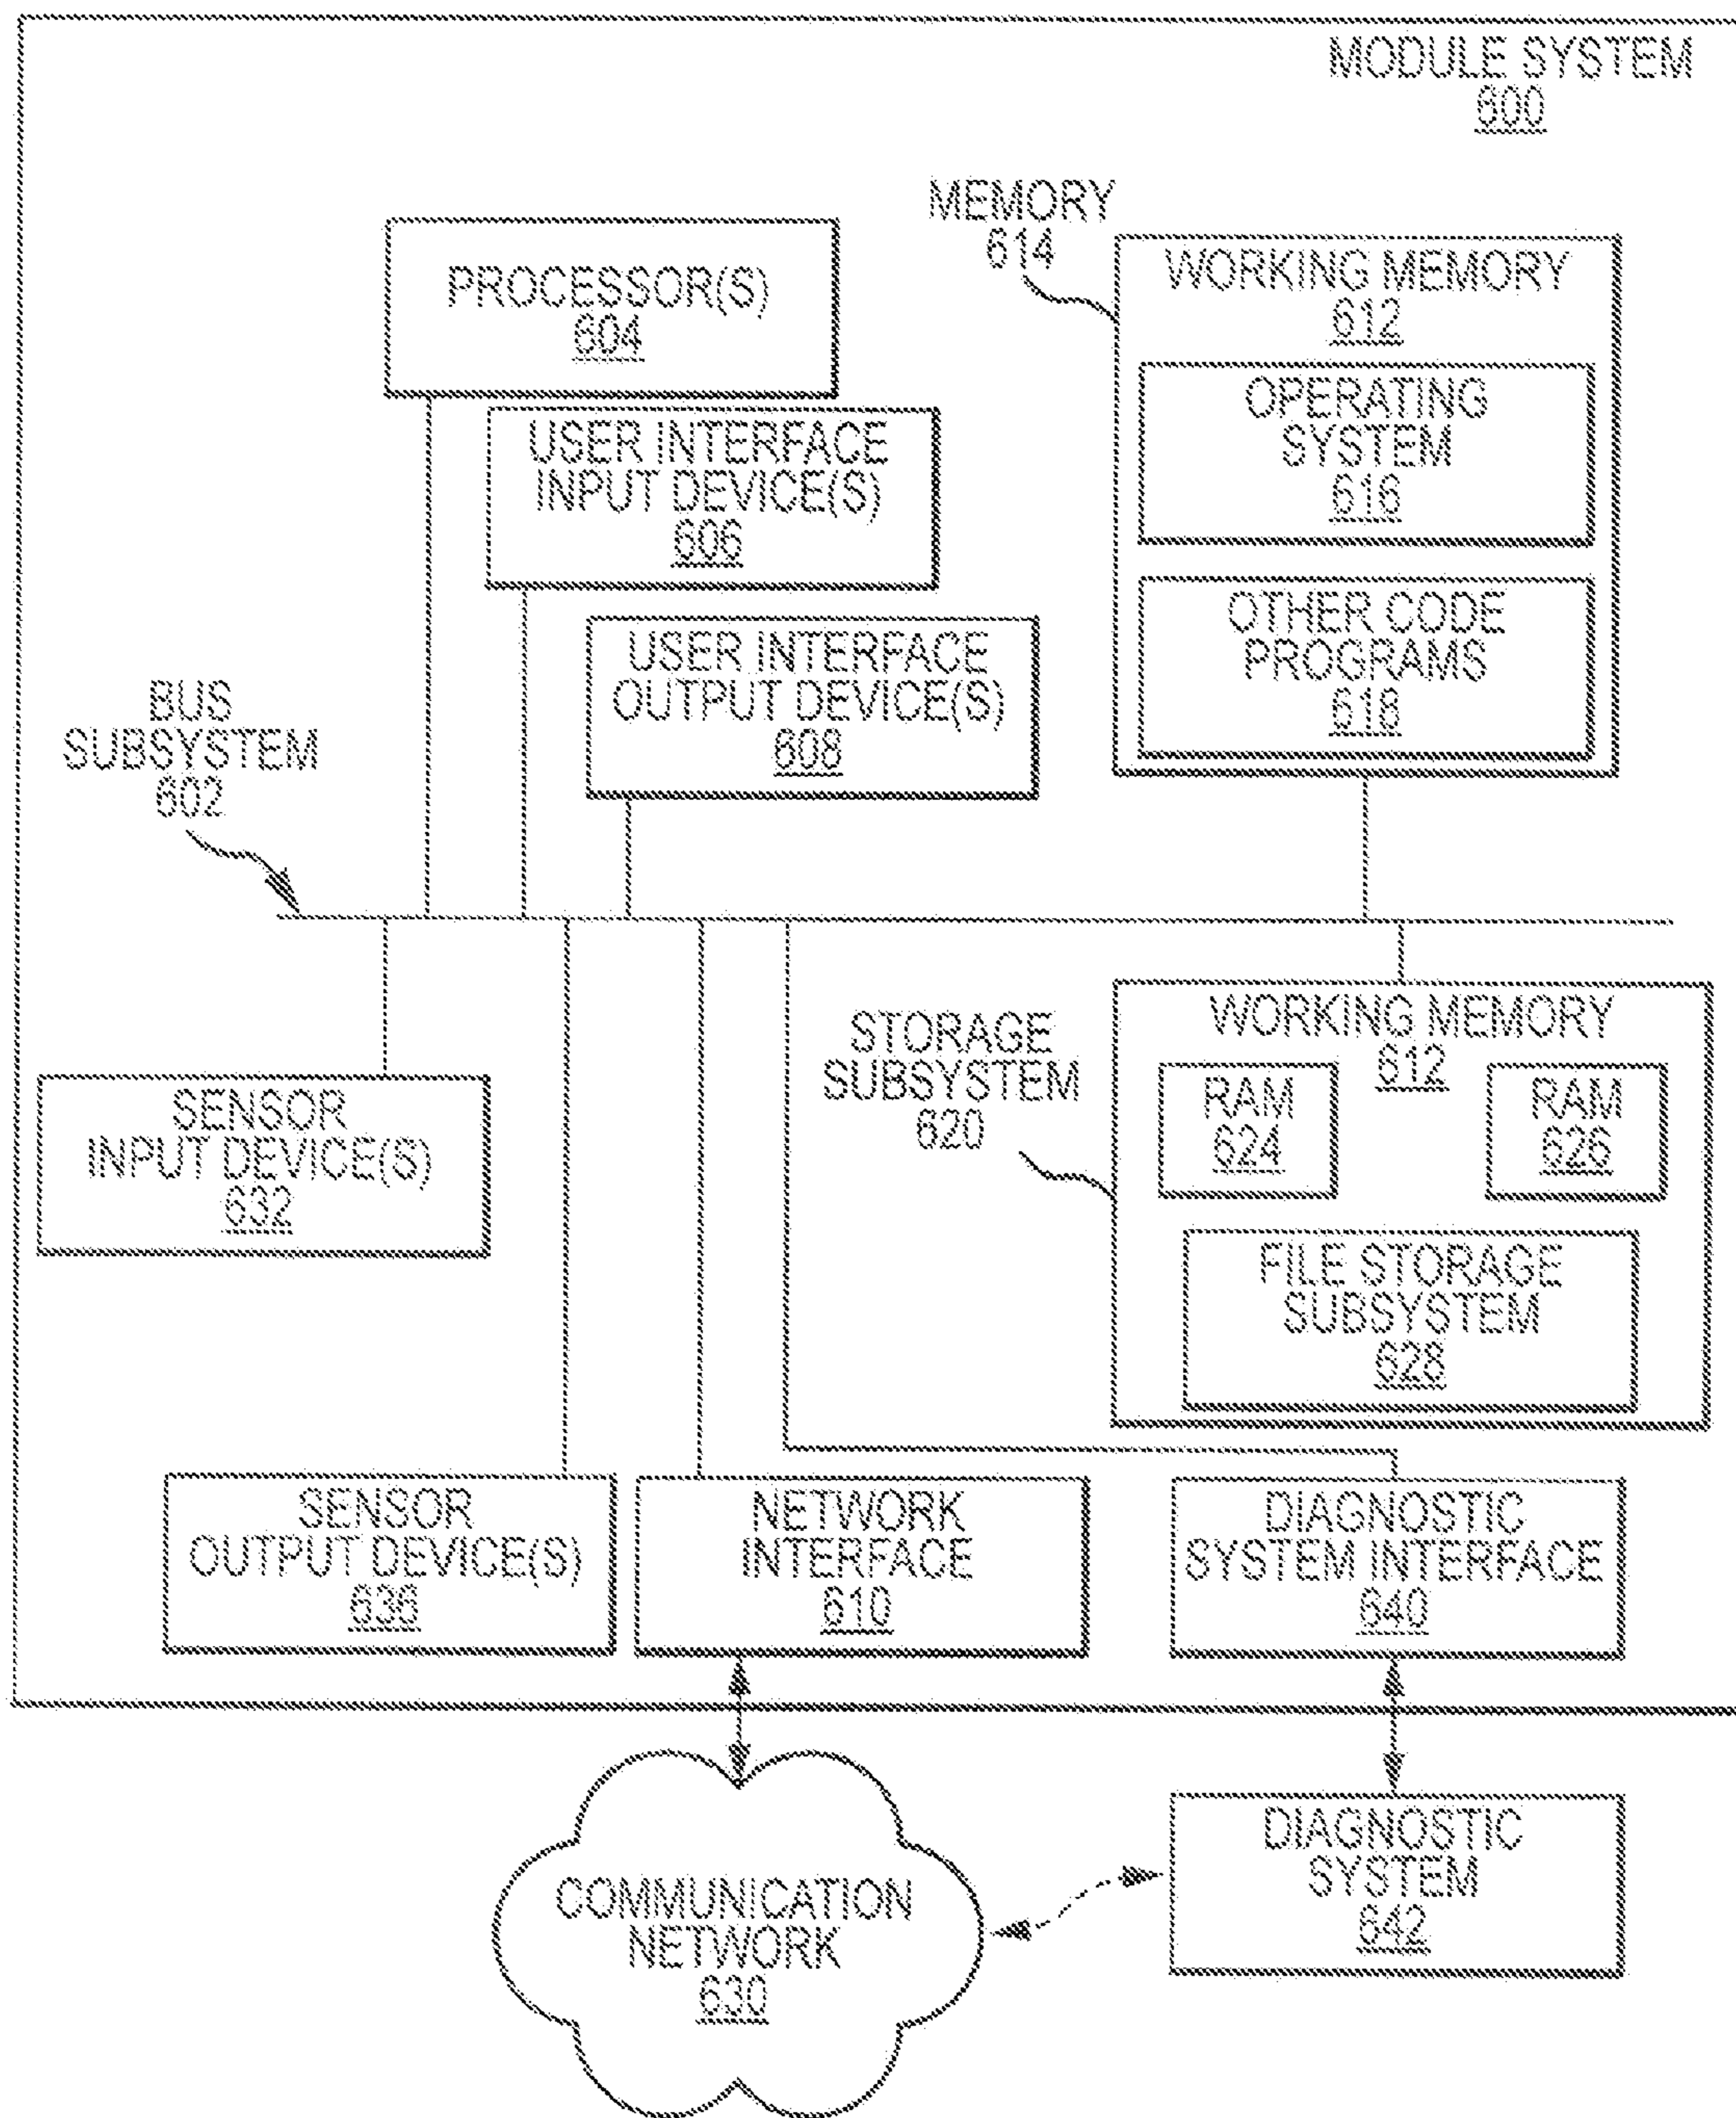 MODULE SYSTEM
600
PROCESSOR(S)
604
USER INTERFACE
INPUT DEVICE(S)
606
USER INTERFACE
OUTPUT DEVICE(S)
608
MEMORY
614
WORKING MEMORY
612
OPERATING
SYSTEM
616
OTHER CODE
PROGRAMS
618
BUS
SUBSYSTEM
602
SENSOR
INPUT DEVICE(S)
632
STORAGE
SUBSYSTEM
620
WORKING MEMORY
612
RAM
624
RAM
626
FILE STORAGE
SUBSYSTEM
628
SENSOR
OUTPUT DEVICE(S)
636
NETWORK
INTERFACE
610
DIAGNOSTIC
SYSTEM INTERFACE
640
COMMUNICATION
NETWORK
630
DIAGNOSTIC
SYSTEM
642